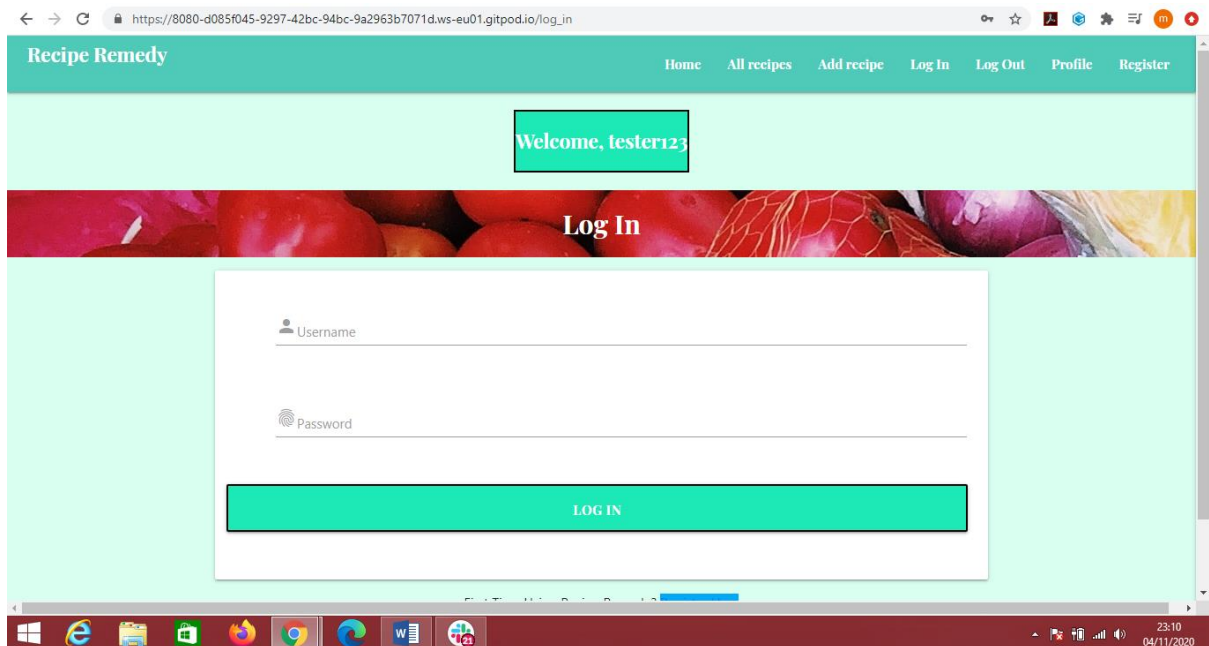 https://8080-d085f045-9297-42bc-94bc-9a2963b7071d.ws-eu01.gitpod.io/log_in
m
Recipe Remedy
Home All recipes Add recipe Log In Log Out Profile Register
Welcome, tester123
Log In
Username
Password
LOG IN
21
23:10
04/11/2020